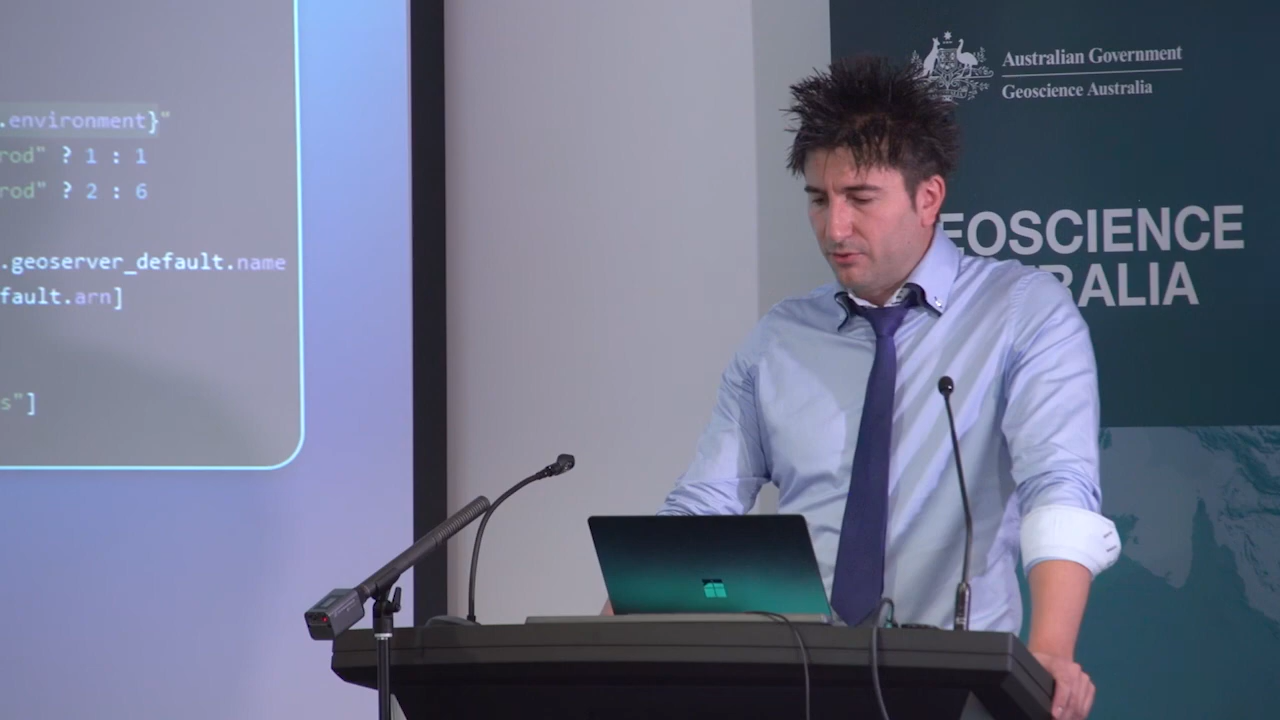 .environment}"
rod" ? 1 : 1
rod" ? 2 : 6
.geoserver_default.name
fault.arn]
s"]
Australian Government
Geoscience Australia
EOSCIENCE
RALIA